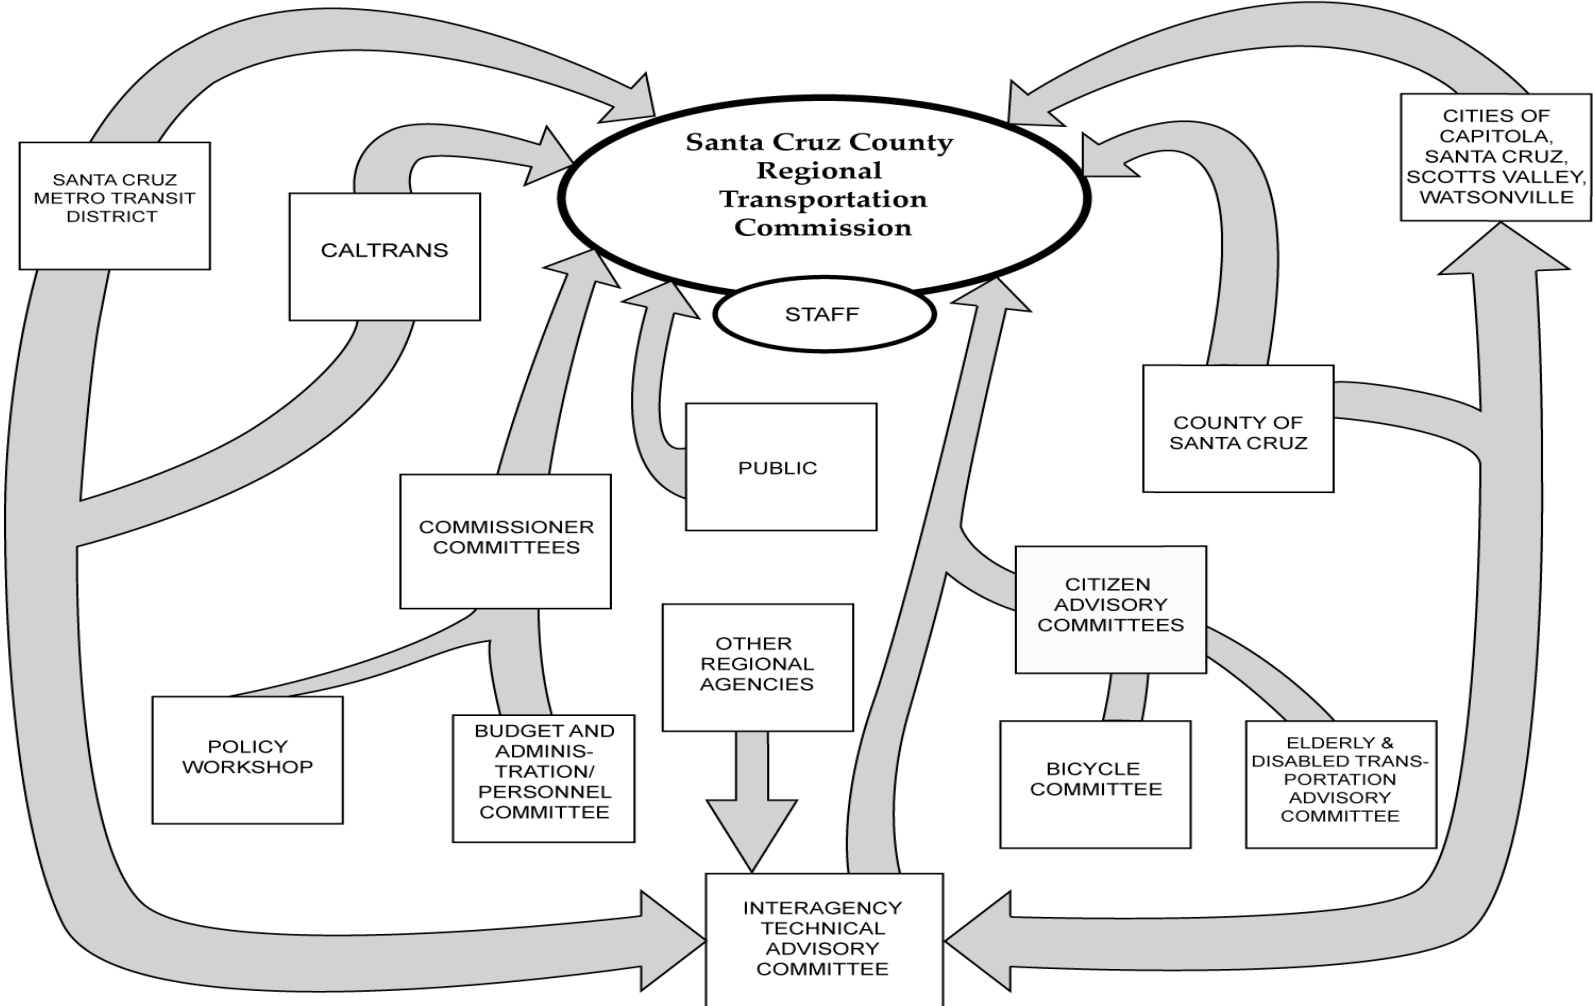 Santa Cruz County
Regional
Transportation
Commission
STAFF
SANTA CRUZ
METRO TRANSIT
DISTRICT
CALTRANS
CITIES OF
CAPITOLA,
SANTA CRUZ,
SCOTTS VALLEY,
WATSONVILLE
COUNTY OF
SANTA CRUZ
PUBLIC
COMMISSIONER
COMMITTEES
CITIZEN
ADVISORY
COMMITTEES
OTHER
REGIONAL
AGENCIES
POLICY
WORKSHOP
BUDGET AND
ADMINIS-
TRATION/
PERSONNEL
COMMITTEE
BICYCLE
COMMITTEE
ELDERLY &
DISABLED TRANS-
PORTATION
ADVISORY
COMMITTEE
INTERAGENCY
TECHNICAL
ADVISORY
COMMITTEE